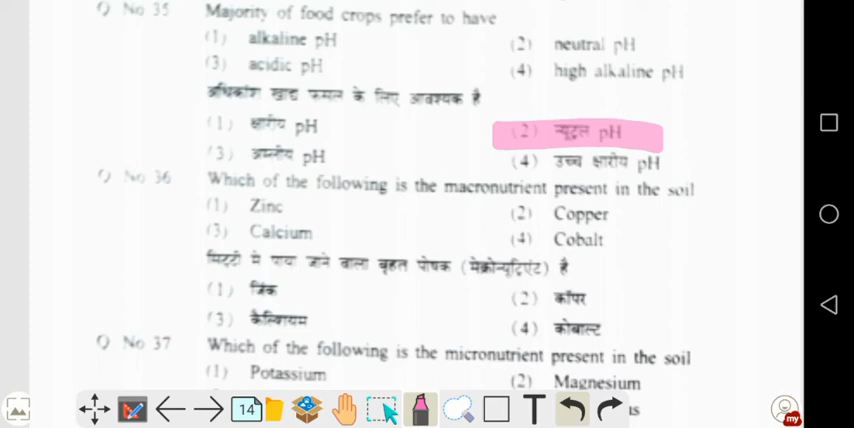 Q No 35 Majority of food crops prefer to have
(1) alkaline pH (2) neutral pH
(3) acidic pH (4) high alkaline pH
अधिकांश खाद्य फसल के लिए आवश्यक है
(1) क्षारीय pH (2) न्यूट्रल pH
(3) अम्लीय pH (4) उच्च क्षारीय pH
Q No 36 Which of the following is the macronutrient present in the soil
(1) Zinc (2) Copper
(3) Calcium (4) Cobalt
मिट्टी मे पाया जाने वाला बृहत पोषक (मेक्रोन्यूट्रिएंट) है
(1) जिंक (2) कॉपर
(3) कैल्शियम (4) कोबाल्ट
Q No 37 Which of the following is the micronutrient present in the soil
(1) Potassium (2) Magnesium
14 T my